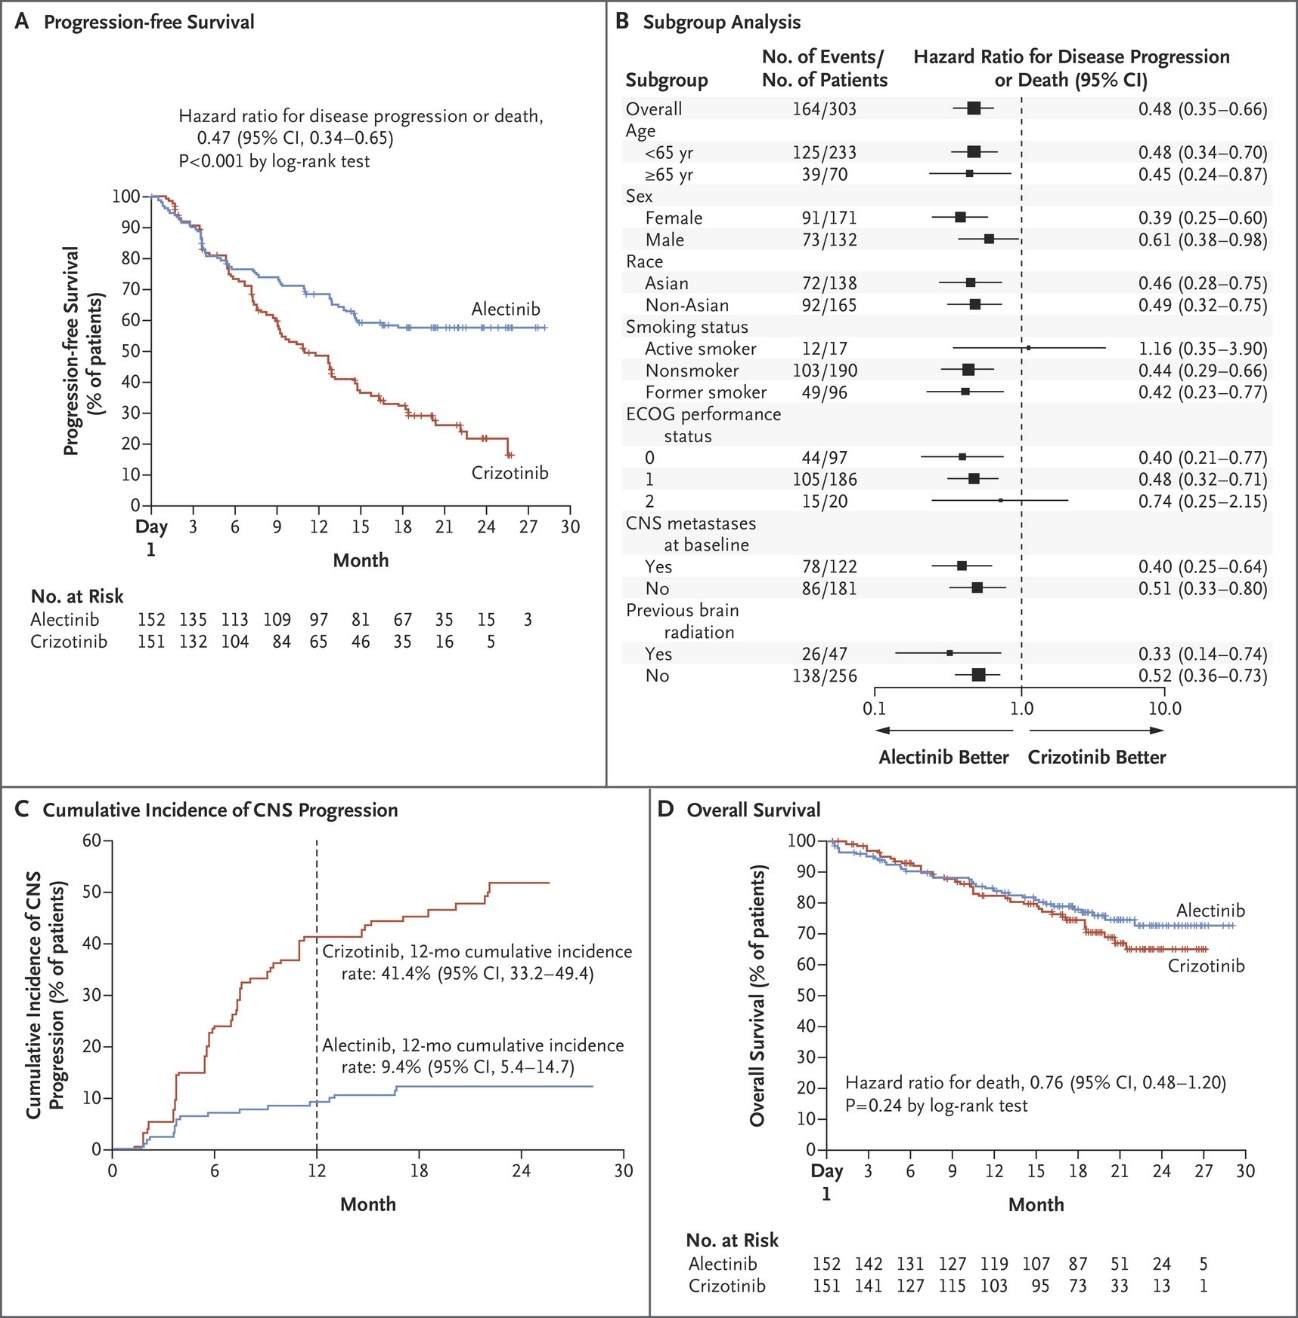 A Progression-free Survival
Hazard ratio for disease progression or death,
0.47 (95% CI, 0.34–0.65)
P<0.001 by log-rank test
Progression-free Survival
(% of patients)
100
90
80
70
60
50
40
30
20
10
0
Alectinib
Crizotinib
Day 1 3 6 9 12 15 18 21 24 27 30
Month
No. at Risk
Alectinib 152 135 113 109 97 81 67 35 15 3
Crizotinib 151 132 104 84 65 46 35 16 5
B Subgroup Analysis
Subgroup No. of Events/ No. of Patients Hazard Ratio for Disease Progression or Death (95% CI)
Overall 164/303 0.48 (0.35–0.66)
Age
<65 yr 125/233 0.48 (0.34–0.70)
≥65 yr 39/70 0.45 (0.24–0.87)
Sex
Female 91/171 0.39 (0.25–0.60)
Male 73/132 0.61 (0.38–0.98)
Race
Asian 72/138 0.46 (0.28–0.75)
Non-Asian 92/165 0.49 (0.32–0.75)
Smoking status
Active smoker 12/17 1.16 (0.35–3.90)
Nonsmoker 103/190 0.44 (0.29–0.66)
Former smoker 49/96 0.42 (0.23–0.77)
ECOG performance
status
0 44/97 0.40 (0.21–0.77)
1 105/186 0.48 (0.32–0.71)
2 15/20 0.74 (0.25–2.15)
CNS metastases
at baseline
Yes 78/122 0.40 (0.25–0.64)
No 86/181 0.51 (0.33–0.80)
Previous brain
radiation
Yes 26/47 0.33 (0.14–0.74)
No 138/256 0.52 (0.36–0.73)
0.1 1.0 10.0
Alectinib Better Crizotinib Better
C Cumulative Incidence of CNS Progression
Cumulative Incidence of CNS
Progression (% of patients)
60
50
40
30
20
10
0
Crizotinib, 12-mo cumulative incidence
rate: 41.4% (95% CI, 33.2–49.4)
Alectinib, 12-mo cumulative incidence
rate: 9.4% (95% CI, 5.4–14.7)
0 6 12 18 24 30
Month
D Overall Survival
Overall Survival (% of patients)
100
90
80
70
60
50
40
30
20
10
0
Alectinib
Crizotinib
Hazard ratio for death, 0.76 (95% CI, 0.48–1.20)
P=0.24 by log-rank test
Day 1 3 6 9 12 15 18 21 24 27 30
Month
No. at Risk
Alectinib 152 142 131 127 119 107 87 51 24 5
Crizotinib 151 141 127 115 103 95 73 33 13 1